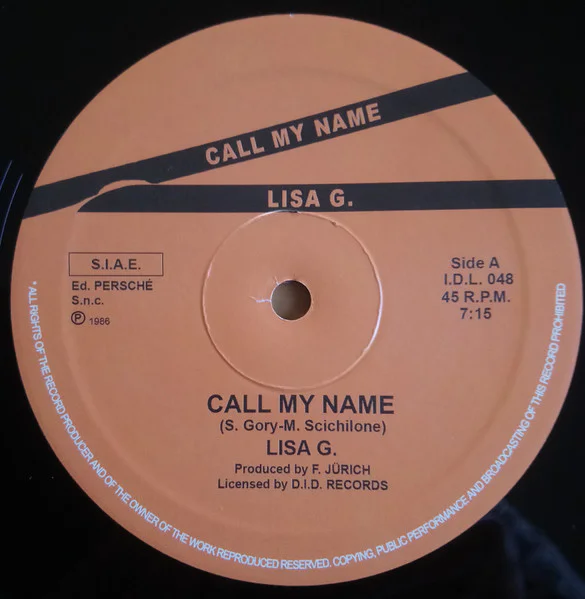 CALL MY NAME
LISA G.
S.I.A.E.
Ed. PERSCHÉ
S.n.c.
Ⓟ 1986
Side A
I.D.L. 048
45 R.P.M.
7:15
CALL MY NAME
(S. Gory-M. Scichilone)
LISA G.
Produced by F. JÜRICH
Licensed by D.I.D. RECORDS
* ALL RIGHTS OF THE RECORD PRODUCER AND OF THE OWNER OF THE WORK REPRODUCED RESERVED. COPYING, PUBLIC PERFORMANCE AND BROADCASTING OF THIS RECORD PROHIBITED